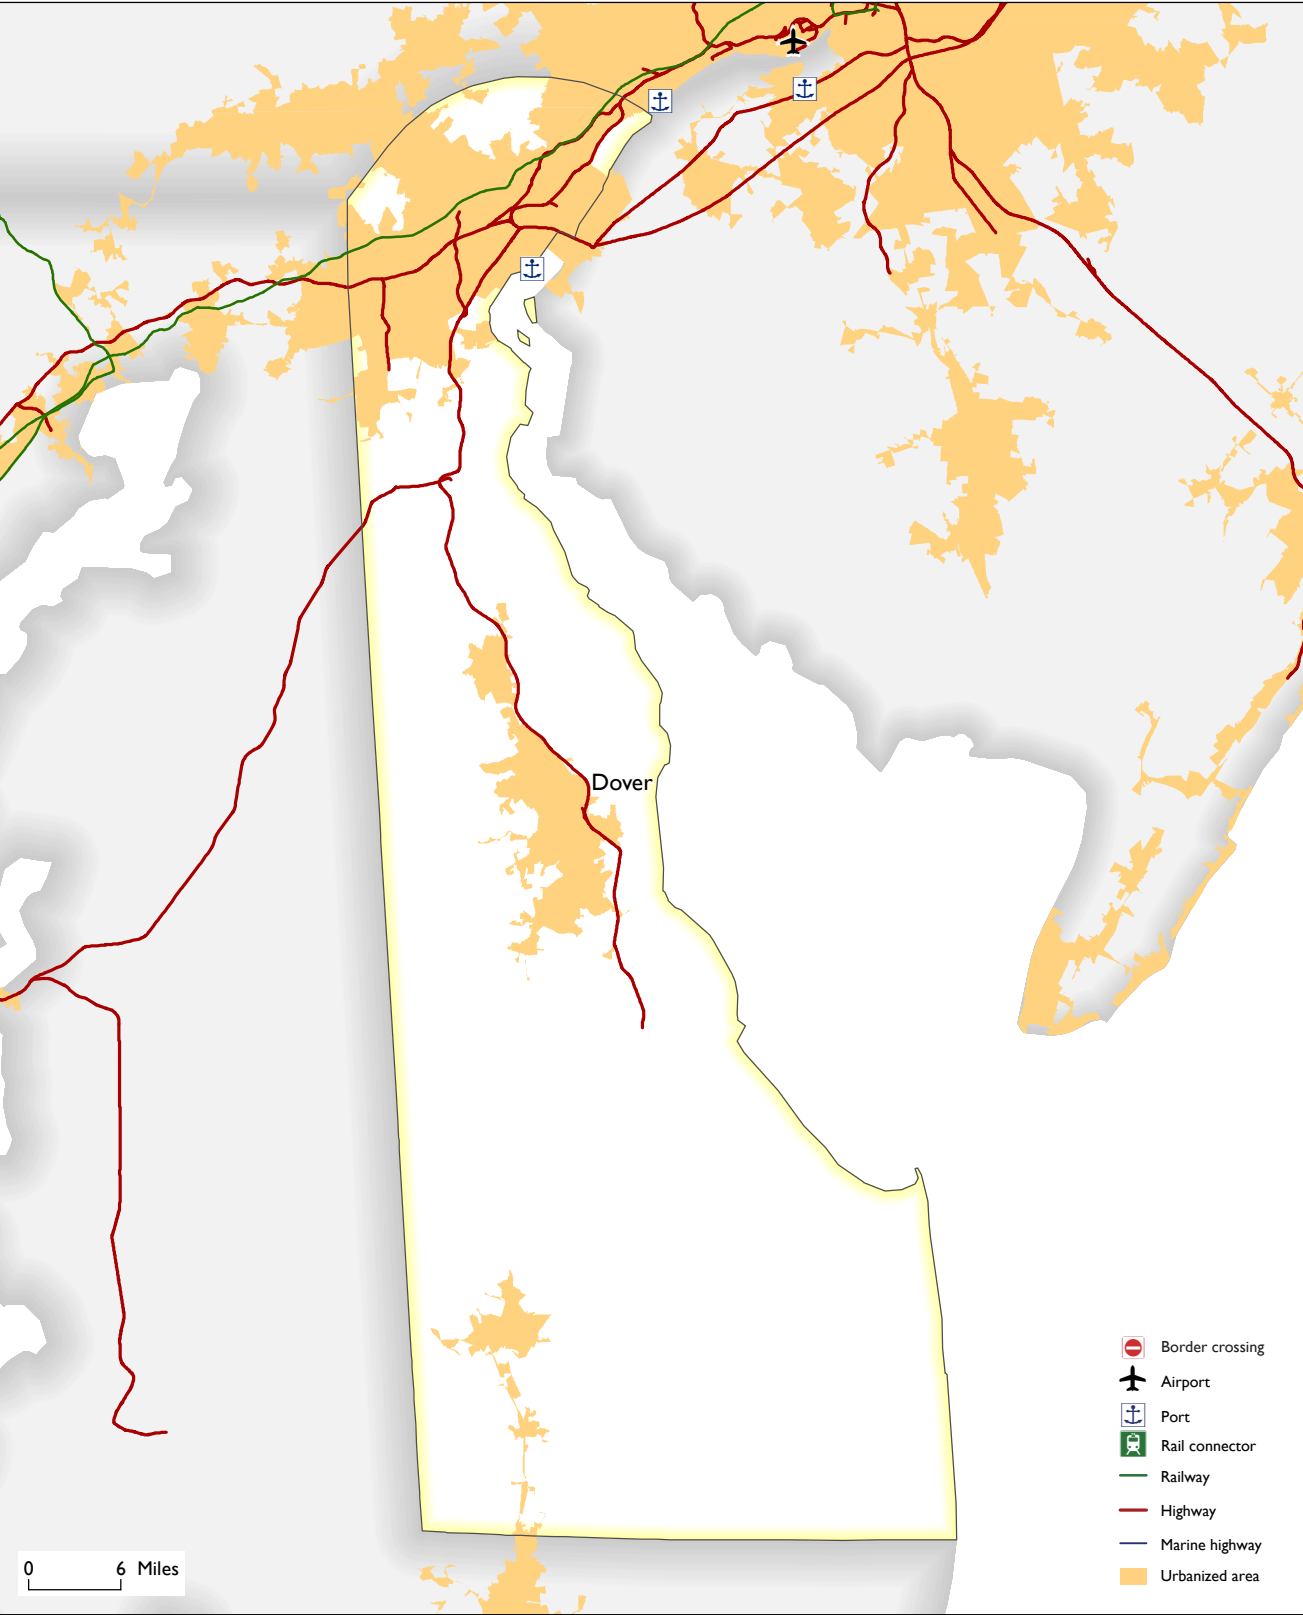 Dover
Border crossing
Airport
Port
Rail connector
Railway
Highway
Marine highway
Urbanized area
0 6 Miles